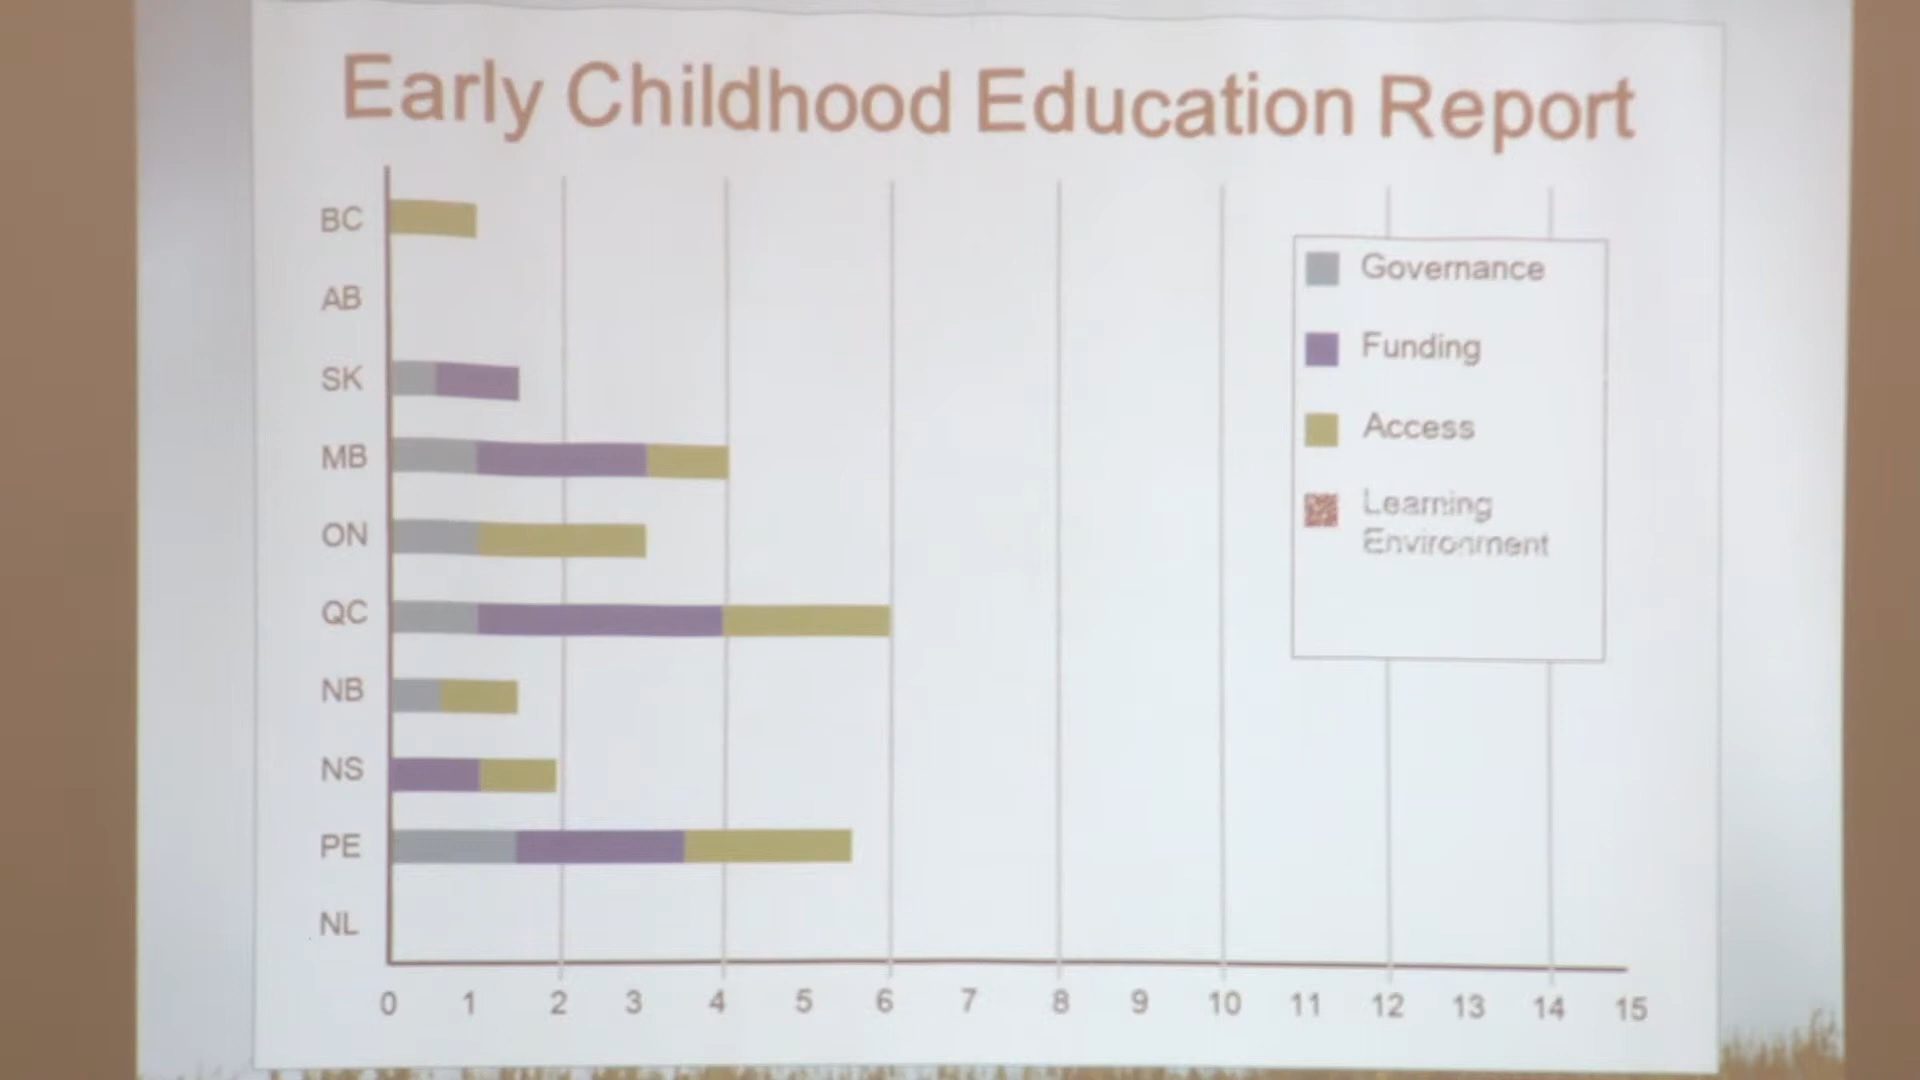 Early Childhood Education Report
BC
AB
SK
MB
ON
QC
NB
NS
PE
NL
0 1 2 3 4 5 6 7 8 9 10 11 12 13 14 15
Governance
Funding
Access
Learning
Environment